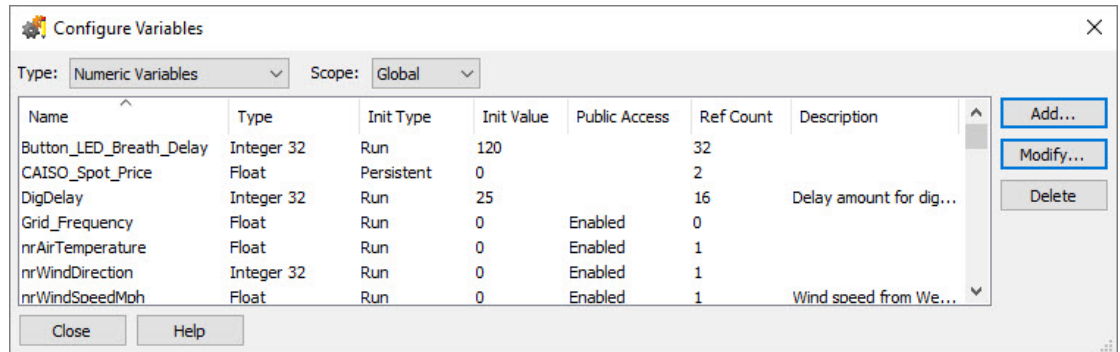 Configure Variables
Type: Numeric Variables Scope: Global
Name Type Init Type Init Value Public Access Ref Count Description
Button_LED_Breath_Delay Integer 32 Run 120 32
CAISO_Spot_Price Float Persistent 0 2
DigDelay Integer 32 Run 25 16 Delay amount for dig...
Grid_Frequency Float Run 0 Enabled 0
nrAirTemperature Float Run 0 Enabled 1
nrWindDirection Integer 32 Run 0 Enabled 1
nrWindSpeedMph Float Run 0 Enabled 1 Wind speed from We...
Add...
Modify...
Delete
Close Help